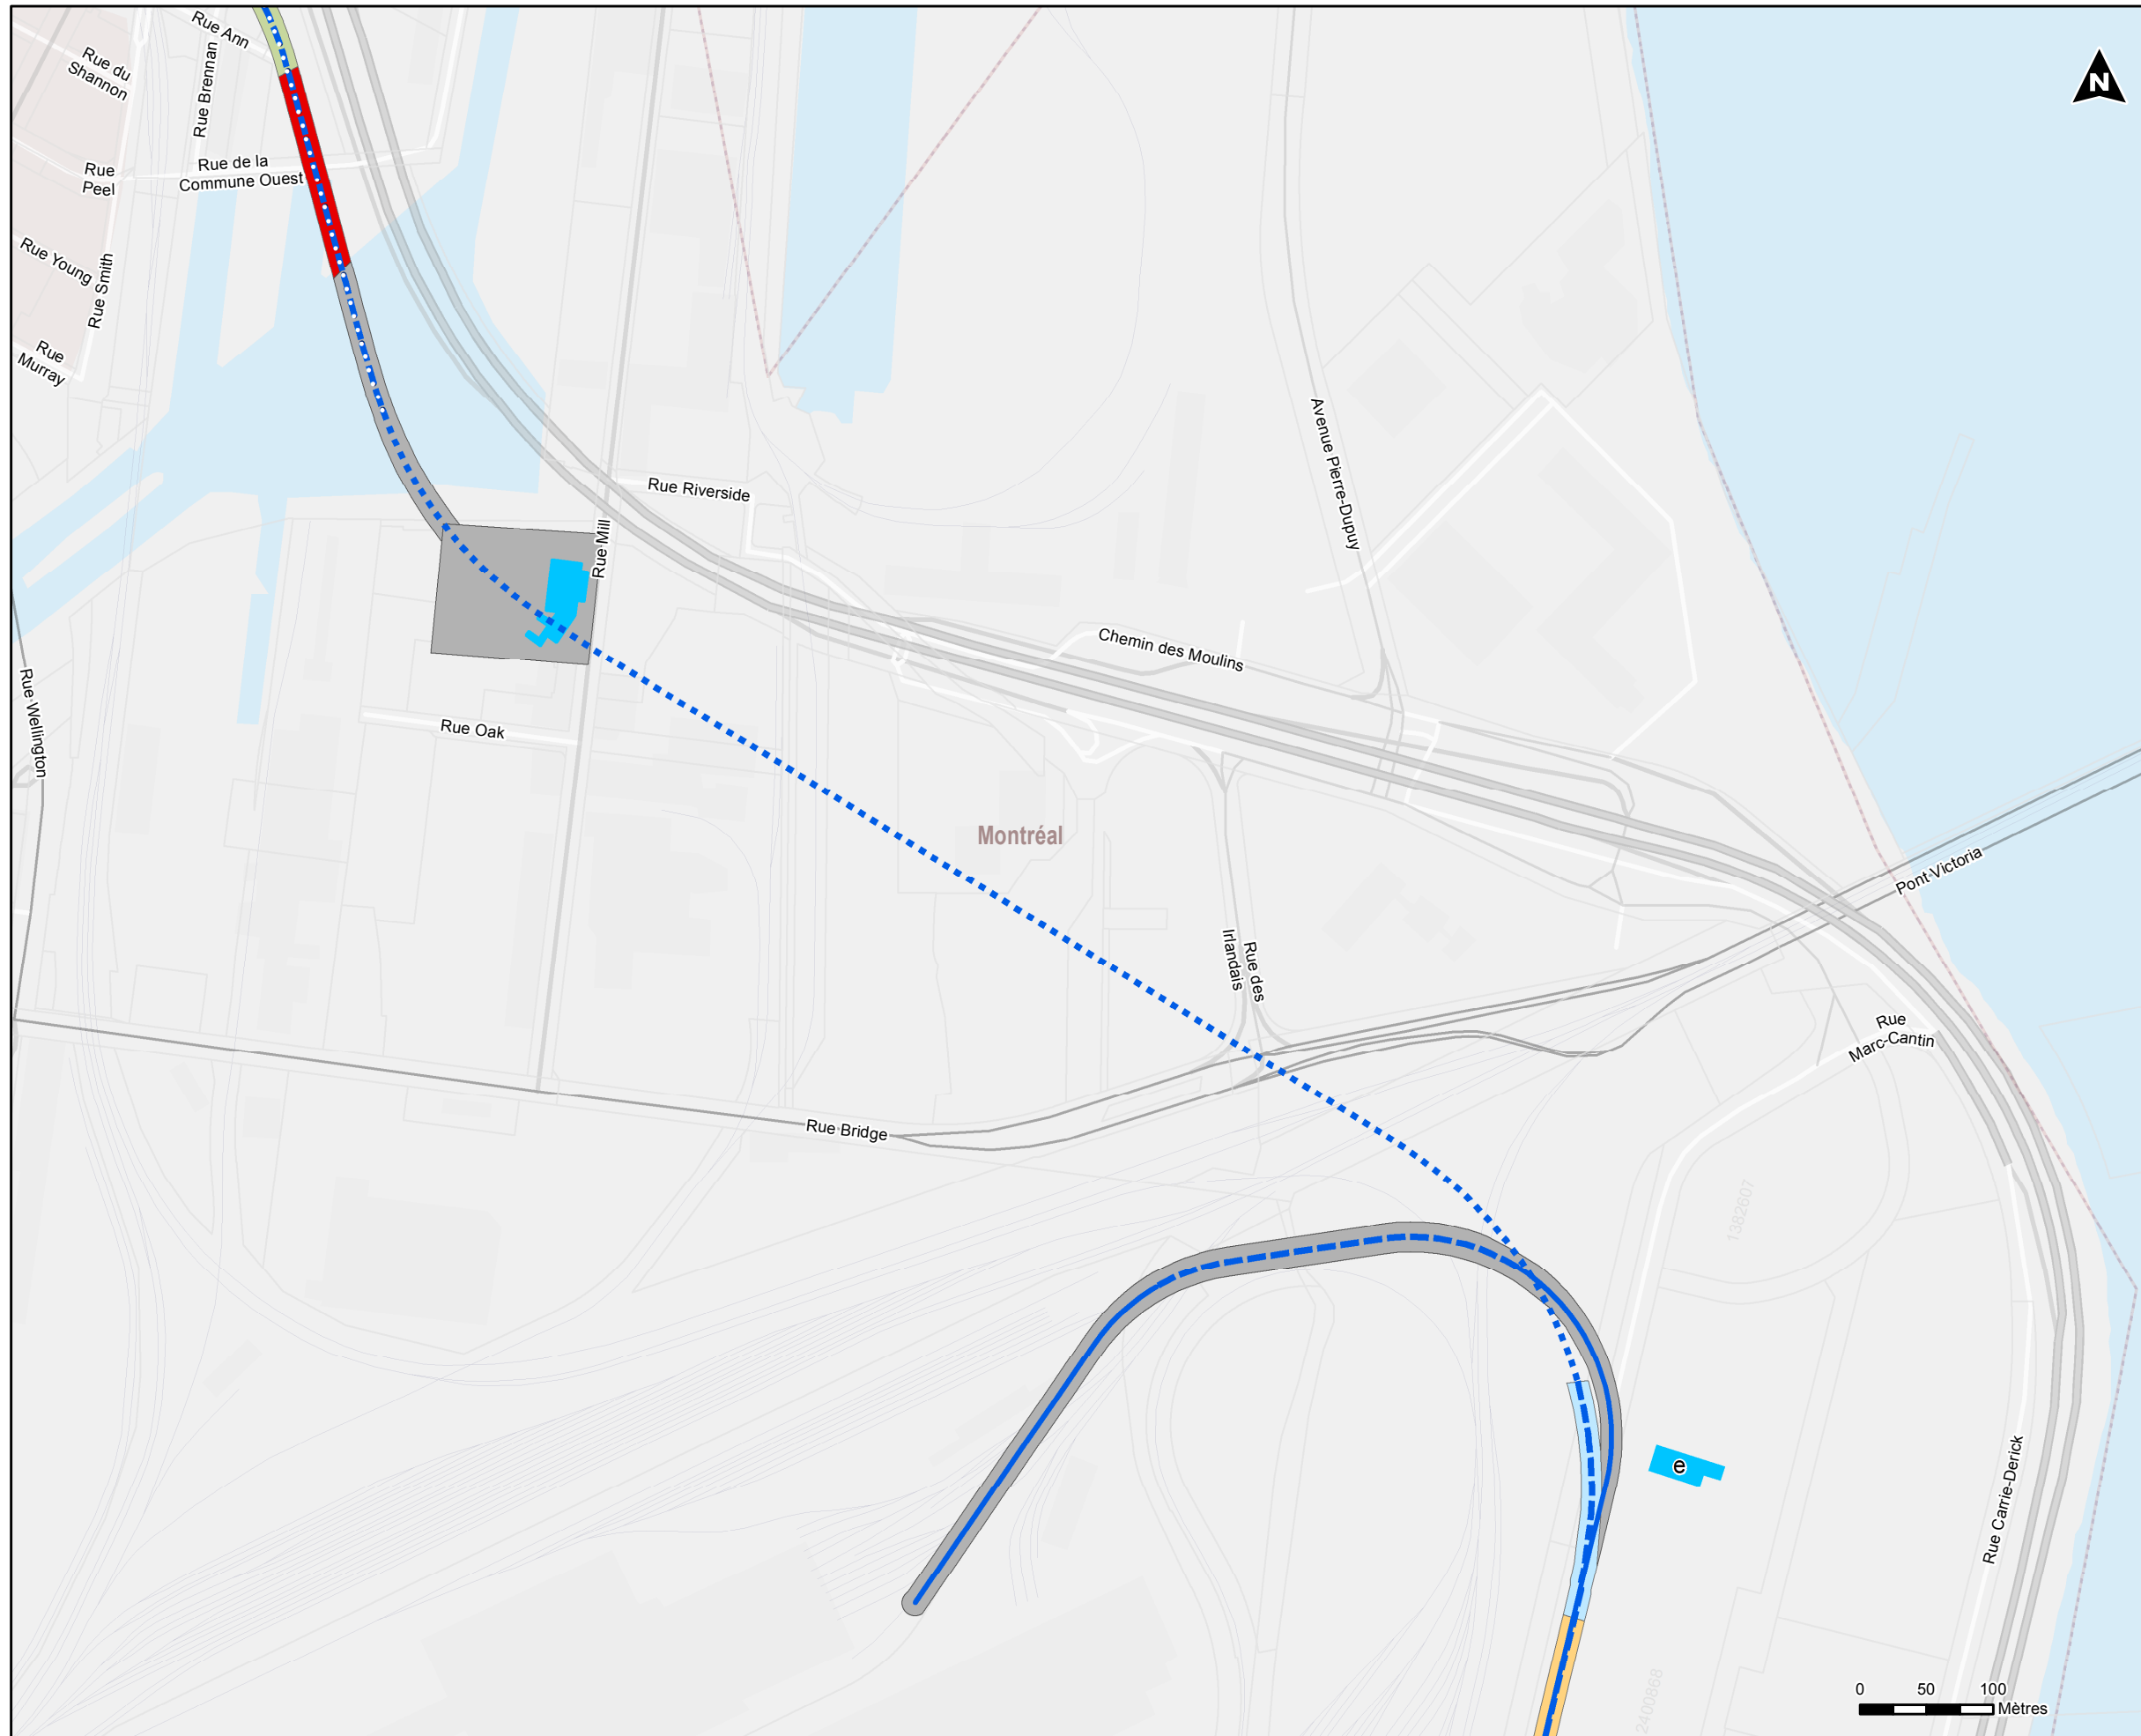 Rue Ann
Rue du
Shannon
Rue Brennan
N
Rue
Peel
Rue de la
Commune Ouest
Rue Young
Rue Smith
Rue
Murray
Rue Riverside
Rue Mill
Avenue Pierre-Dupuy
Chemin des Moulins
Rue Wellington
Rue Oak
Montréal
Pont Victoria
Rue des
Irlandais
Rue
Marc-Cantin
Rue Bridge
1382607
e
Rue Carrie-Derick
2400868
0 50 100
Mètres